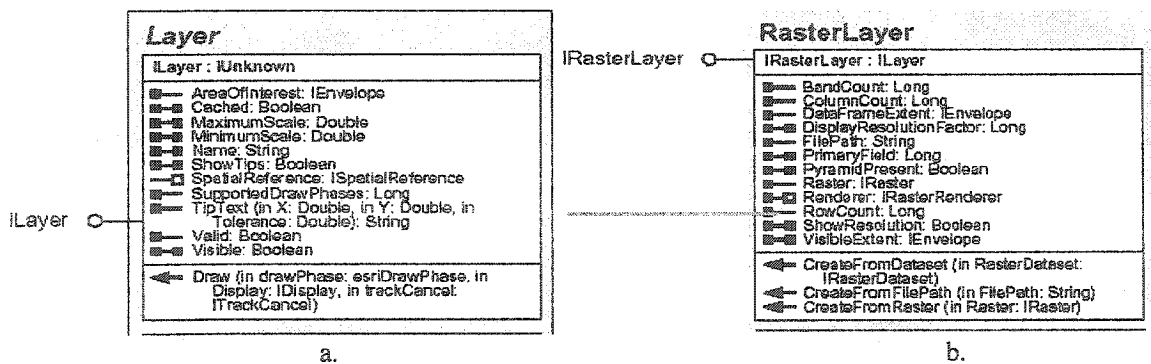 Layer
ILayer : IUnknown
AreaOfInterest: IEnvelope
Cached: Boolean
MaximumScale: Double
MinimumScale: Double
Name: String
ShowTips: Boolean
SpatialReference: ISpatialReference
SupportedDrawPhases: Long
TipText (in X: Double, in Y: Double, in
Tolerance: Double): String
Valid: Boolean
Visible: Boolean
ILayer
Draw (in drawPhase: esriDrawPhase, in
Display: IDisplay, in trackCancel:
ITrackCancel)
a.
RasterLayer
IRasterLayer
IRasterLayer : ILayer
BandCount: Long
ColumnCount: Long
DataFrameExtent: IEnvelope
DisplayResolutionFactor: Long
FilePath: String
PrimaryField: Long
PyramidPresent: Boolean
Raster: IRaster
Renderer: IRasterRenderer
RowCount: Long
ShowResolution: Boolean
VisibleExtent: IEnvelope
CreateFromDataset (in RasterDataset:
IRasterDataset)
CreateFromFilePath (in FilePath: String)
CreateFromRaster (in Raster: IRaster)
b.